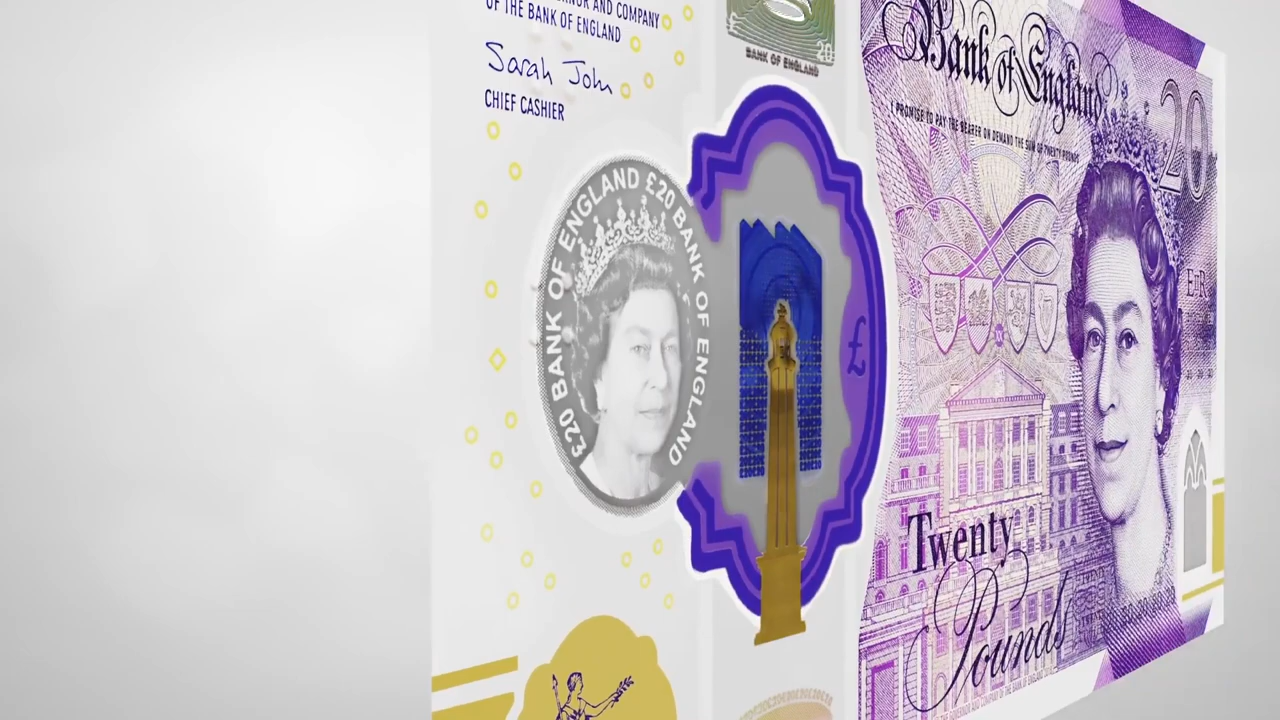 OF THE BANK OF ENGLAND
Sarah John
CHIEF CASHIER
£20 BANK OF ENGLAND £20 BANK OF ENGLAND
20
BANK OF ENGLAND
£
Bank of England
I PROMISE TO PAY THE BEARER ON DEMAND THE SUM OF TWENTY POUNDS
20
E II R
Twenty
Pounds